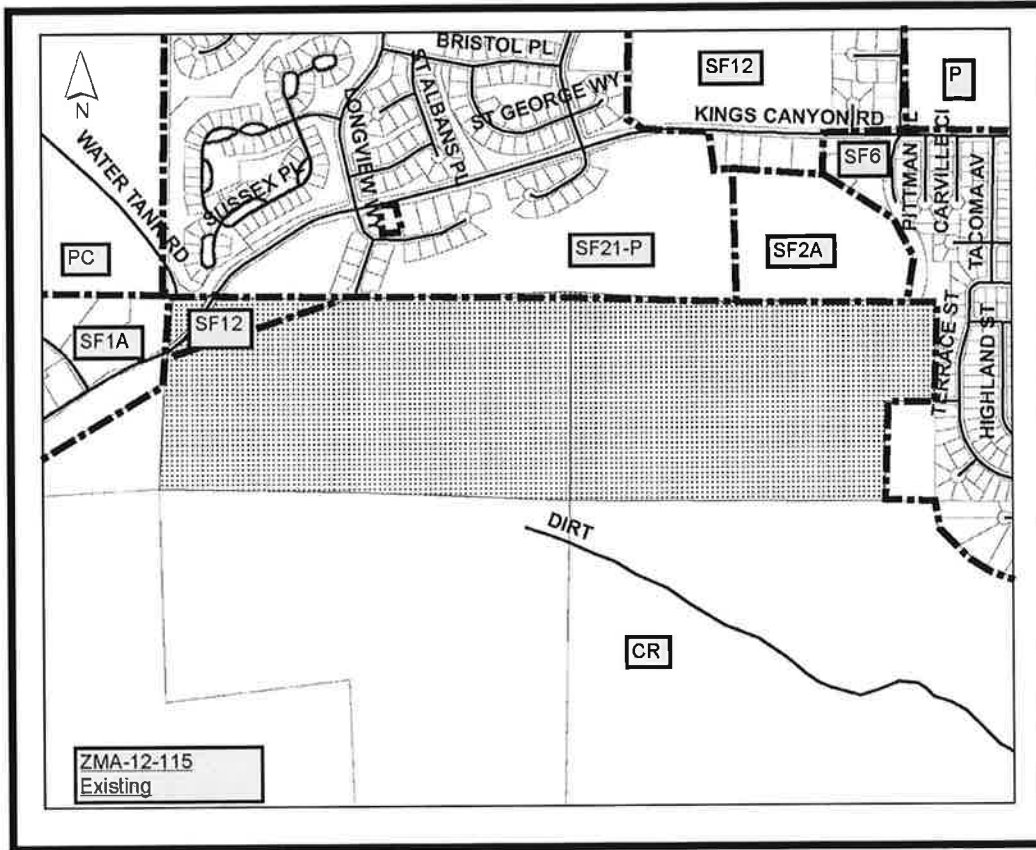 BRISTOL PL
ST ALBANS PL
ST GEORGE WY
SF12
P
KINGS CANYON RD
N
WATER TANK RD
LONGVIEW WY
SUSSEX PL
SF6
PITTMAN
CARVILLE CI
TACOMA AV
PC
SF21-P
SF2A
SF1A
SF12
TERRACE ST
HIGHLAND ST
DIRT
CR
ZMA-12-115
Existing